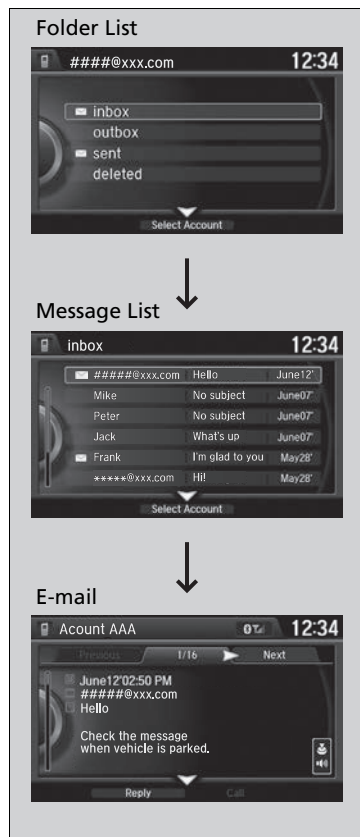 Folder List
####@xxx.com 12:34
inbox
outbox
sent
deleted
Select Account
Message List
inbox 12:34
#####@xxx.com Hello June12'
Mike No subject June07'
Peter No subject June07'
Jack What's up June07'
Frank I'm glad to you May28'
*****@xxx.com Hi! May28'
Select Account
E-mail
Acount AAA 12:34
Previous 1/16 Next
June12'02:50 PM
#####@xxx.com
Hello
Check the message
when vehicle is parked.
Reply Call